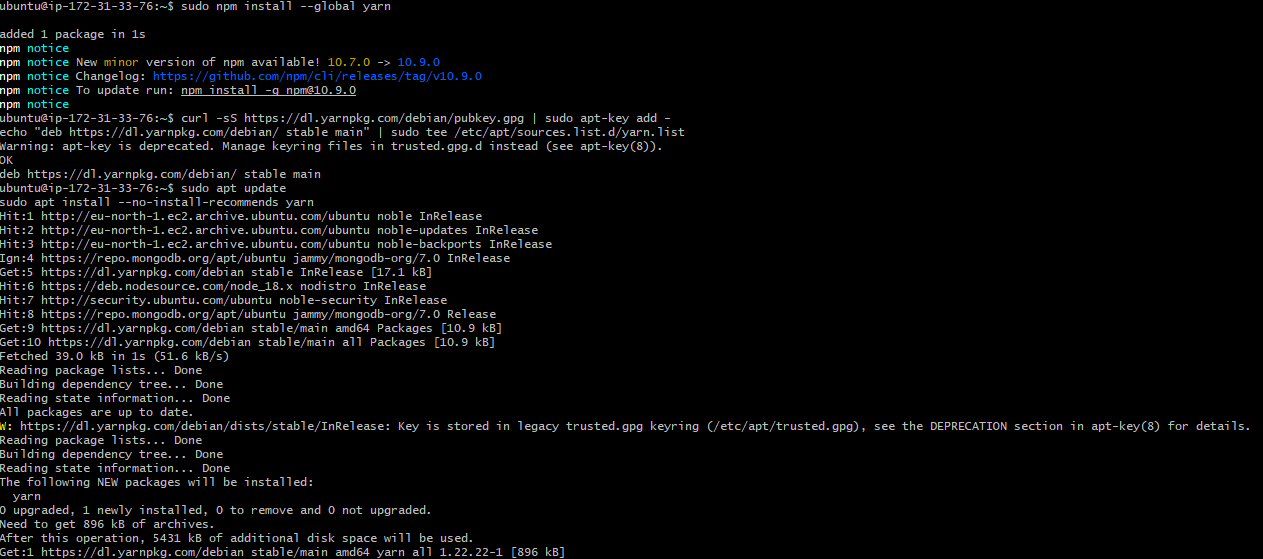 ubuntu@ip-172-31-33-76:~$ sudo npm install --global yarn
added 1 package in 1s
npm notice
npm notice New minor version of npm available! 10.7.0 -> 10.9.0
npm notice Changelog: https://github.com/npm/cli/releases/tag/v10.9.0
npm notice To update run: npm install -g npm@10.9.0
npm notice
ubuntu@ip-172-31-33-76:~$ curl -sS https://dl.yarnpkg.com/debian/pubkey.gpg | sudo apt-key add -
echo "deb https://dl.yarnpkg.com/debian/ stable main" | sudo tee /etc/apt/sources.list.d/yarn.list
Warning: apt-key is deprecated. Manage keyring files in trusted.gpg.d instead (see apt-key(8)).
OK
deb https://dl.yarnpkg.com/debian/ stable main
ubuntu@ip-172-31-33-76:~$ sudo apt update
sudo apt install --no-install-recommends yarn
Hit:1 http://eu-north-1.ec2.archive.ubuntu.com/ubuntu noble InRelease
Hit:2 http://eu-north-1.ec2.archive.ubuntu.com/ubuntu noble-updates InRelease
Hit:3 http://eu-north-1.ec2.archive.ubuntu.com/ubuntu noble-backports InRelease
Ign:4 https://repo.mongodb.org/apt/ubuntu jammy/mongodb-org/7.0 InRelease
Get:5 https://dl.yarnpkg.com/debian stable InRelease [17.1 kB]
Hit:6 https://deb.nodesource.com/node_18.x nodistro InRelease
Hit:7 http://security.ubuntu.com/ubuntu noble-security InRelease
Hit:8 https://repo.mongodb.org/apt/ubuntu jammy/mongodb-org/7.0 Release
Get:9 https://dl.yarnpkg.com/debian stable/main amd64 Packages [10.9 kB]
Get:10 https://dl.yarnpkg.com/debian stable/main all Packages [10.9 kB]
Fetched 39.0 kB in 1s (51.6 kB/s)
Reading package lists... Done
Building dependency tree... Done
Reading state information... Done
All packages are up to date.
W: https://dl.yarnpkg.com/debian/dists/stable/InRelease: Key is stored in legacy trusted.gpg keyring (/etc/apt/trusted.gpg), see the DEPRECATION section in apt-key(8) for details.
Reading package lists... Done
Building dependency tree... Done
Reading state information... Done
The following NEW packages will be installed:
  yarn
0 upgraded, 1 newly installed, 0 to remove and 0 not upgraded.
Need to get 896 kB of archives.
After this operation, 5431 kB of additional disk space will be used.
Get:1 https://dl.yarnpkg.com/debian stable/main amd64 yarn all 1.22.22-1 [896 kB]